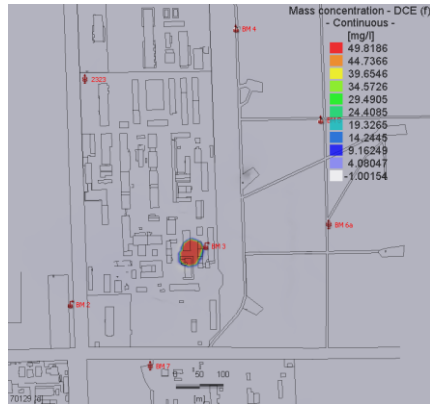 Mass concentration - DCE (f)
- Continuous -
[mg/l]
49.8186
44.7366
39.6546
34.5726
29.4905
24.4085
19.3265
14.2445
9.16249
4.08047
-1.00154
BM 4
2323
BM 3
BM 6a
BM 2
BM 7
0 50 100
[m]